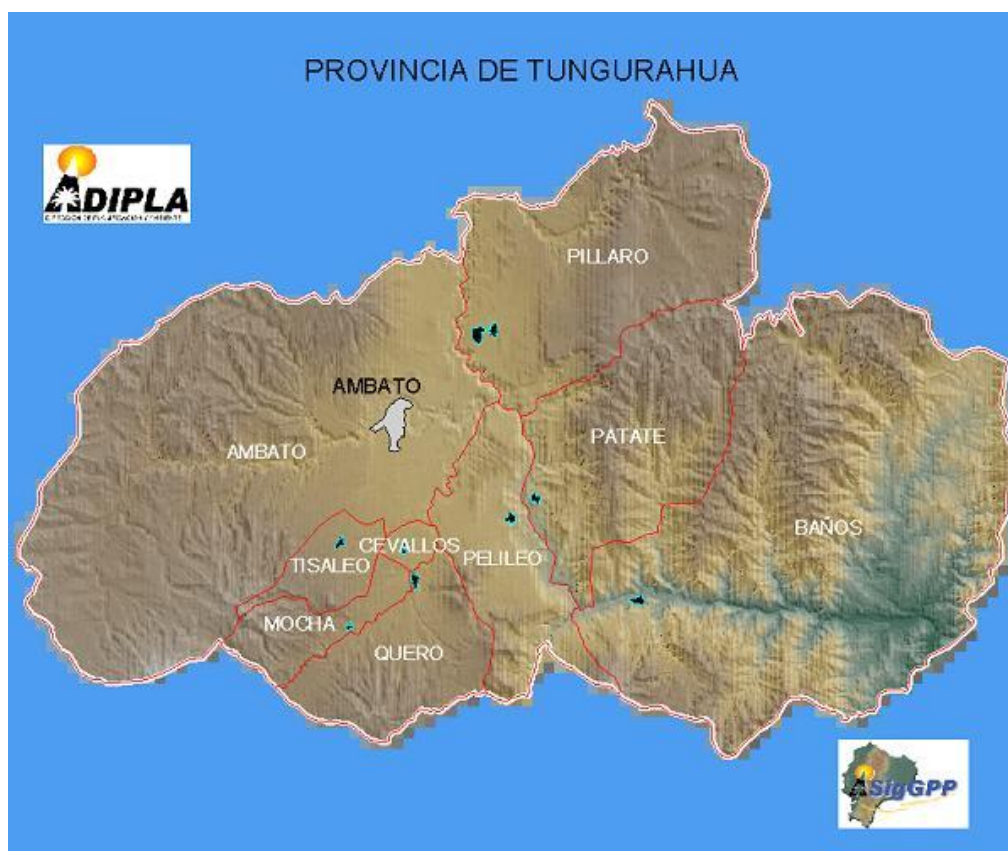 PROVINCIA DE TUNGURAHUA
ADIPLA
PILLARO
AMBATO
AMBATO
PATATE
BAÑOS
CEVALLOS
TISALEO
PELILEO
MOCHA
QUERO
SigGPP